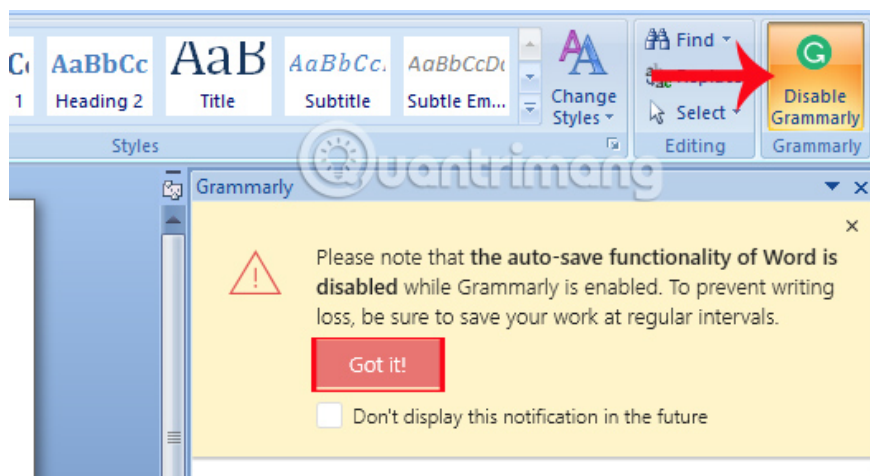 Find
AaBbCc AaB AaBbCc. AaBbCcDc
Change Styles
Select
Disable Grammarly
1 Heading 2 Title Subtitle Subtle Em...
Styles Editing Grammarly
Quantrimang
Grammarly
Please note that the auto-save functionality of Word is
disabled while Grammarly is enabled. To prevent writing
loss, be sure to save your work at regular intervals.
Got it!
Don't display this notification in the future